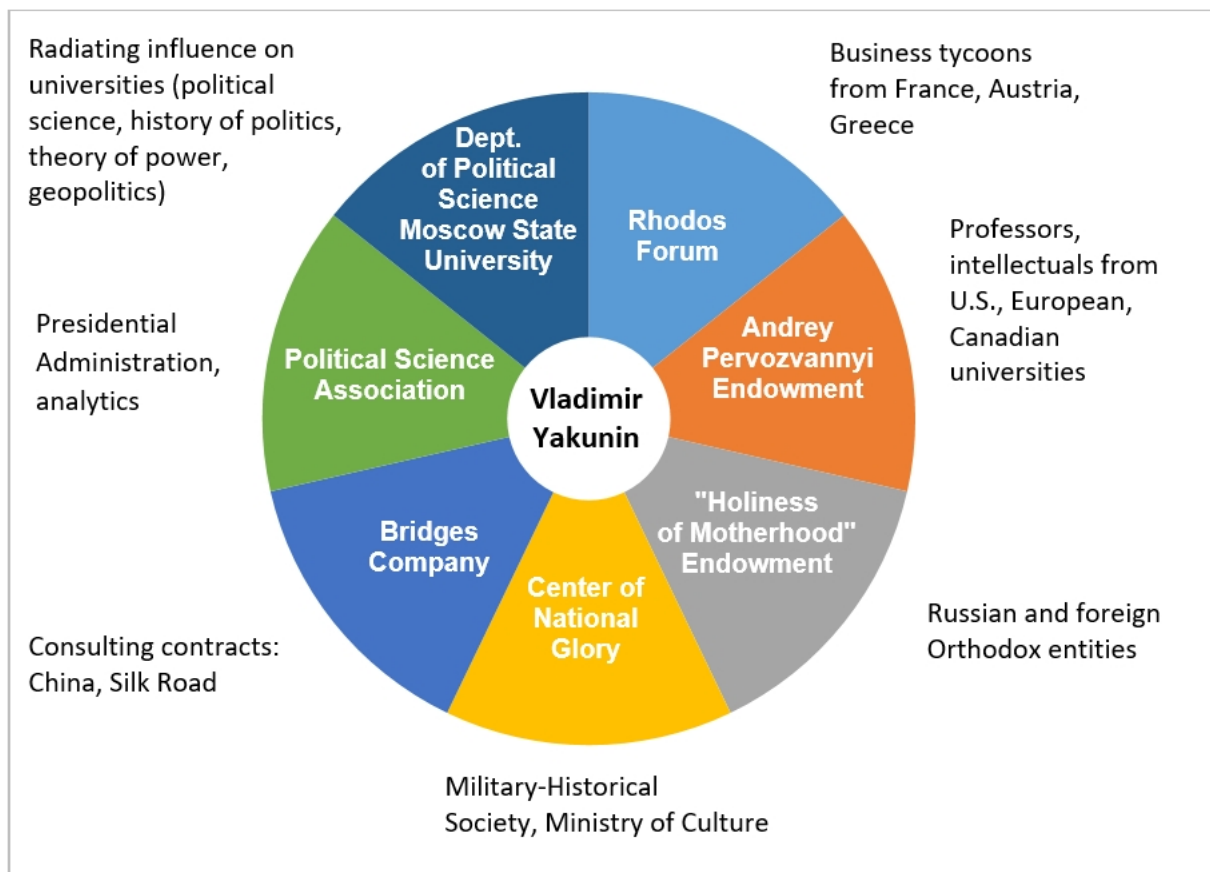 Radiating influence on
universities (political
science, history of politics,
theory of power,
geopolitics)
Business tycoons
from France, Austria,
Greece
Dept.
of Political
Science
Moscow State
University
Rhodos
Forum
Professors,
intellectuals from
U.S., European,
Canadian
universities
Presidential
Administration,
analytics
Political Science
Association
Andrey
Pervozvannyi
Endowment
Vladimir
Yakunin
Bridges
Company
"Holiness
of Motherhood"
Endowment
Center of
National
Glory
Consulting contracts:
China, Silk Road
Russian and foreign
Orthodox entities
Military-Historical
Society, Ministry of Culture